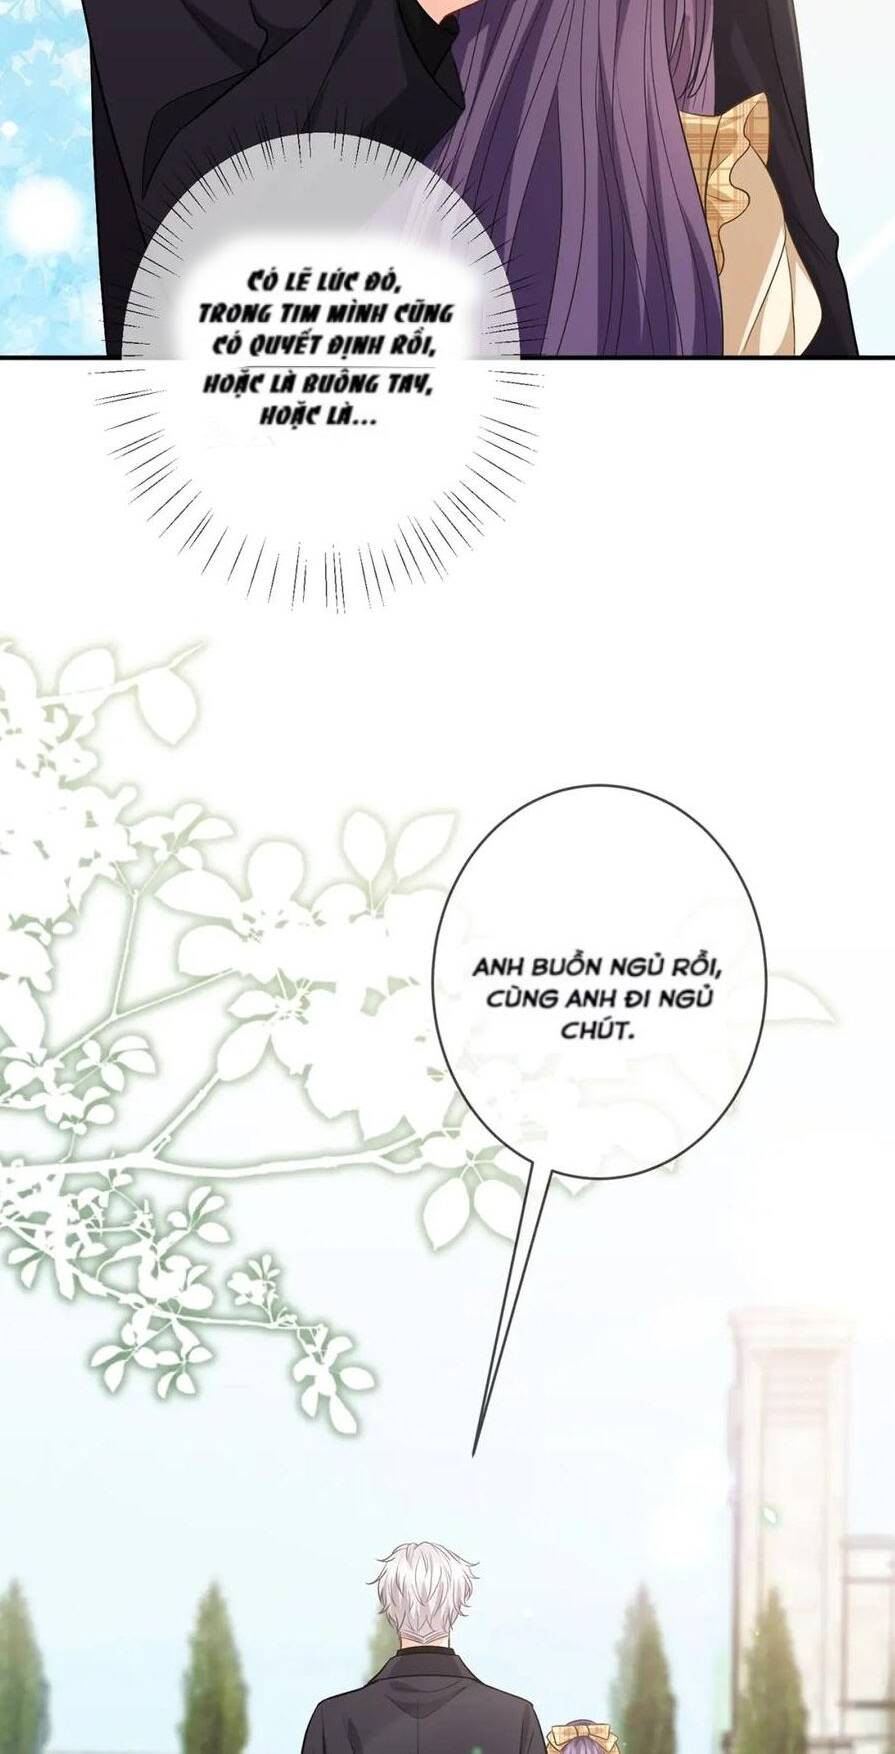 CÓ LẼ LÚC ĐÓ,
TRONG TIM MÌNH CŨNG
CÓ QUYẾT ĐỊNH RỒI,
HOẶC LÀ BUÔNG TAY,
HOẶC LÀ...
ANH BUỒN NGỦ RỒI,
CÙNG ANH ĐI NGỦ
CHÚT.